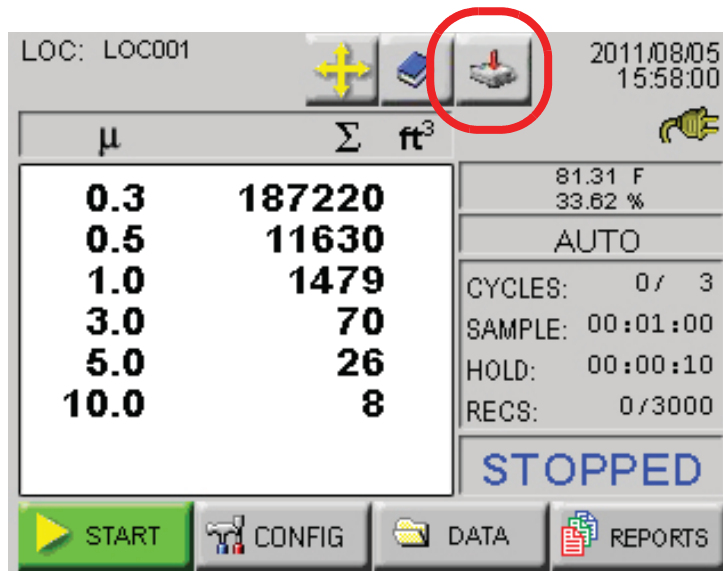 LOC: LOC001
2011/08/05
15:58:00
µ Σ ft³
0.3 187220
0.5 11630
1.0 1479
3.0 70
5.0 26
10.0 8
81.31 F
33.62 %
AUTO
CYCLES: 0/ 3
SAMPLE: 00:01:00
HOLD: 00:00:10
RECS: 0/3000
STOPPED
START CONFIG DATA REPORTS